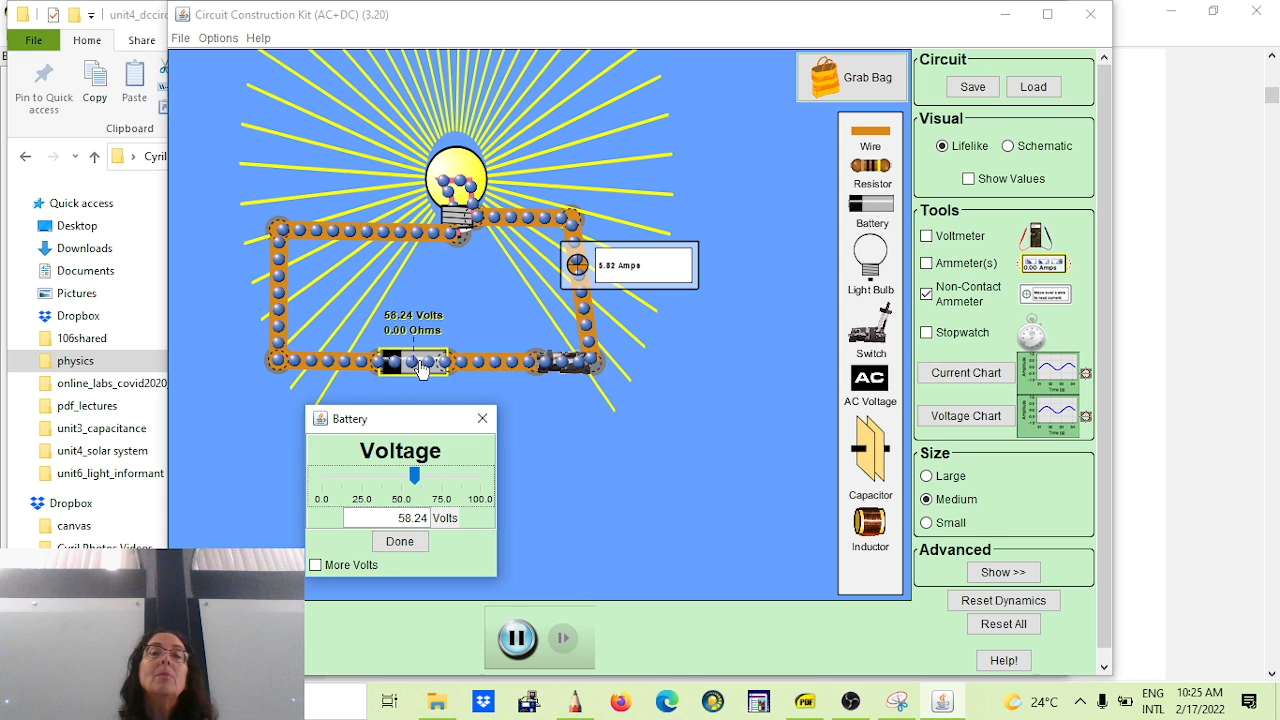 unit4_dccirc
Circuit Construction Kit (AC+DC) (3.20)
File
Home
Share
File Options Help
Pin to Quick
access
Copy
Paste
Clipboard
Cyril
Quick access
Desktop
Downloads
Documents
Pictures
Dropbox
106shared
physics
online_labs_covid2020
pdf_lectures
unit3_capacitance
unit4_solar system
unit6_light_informant
Dropbox
canvas
Cyril Photos Videos
Grab Bag
Wire
Resistor
Battery
Light Bulb
Switch
AC
AC Voltage
Capacitor
Inductor
5.82 Amps
58.24 Volts
0.00 Ohms
Battery
Voltage
0.0 25.0 50.0 75.0 100.0
58.24 Volts
Done
More Volts
Circuit
Save Load
Visual
Lifelike Schematic
Show Values
Tools
Voltmeter
Ammeter(s)
0.00 Amps
Non-Contact
Ammeter
Stopwatch
Current Chart
Voltage Chart
Size
Large
Medium
Small
Advanced
Show >>
Reset Dynamics
Reset All
Help!
PDF
24°C
ENG
INTL
10:25 AM
2/17/2022